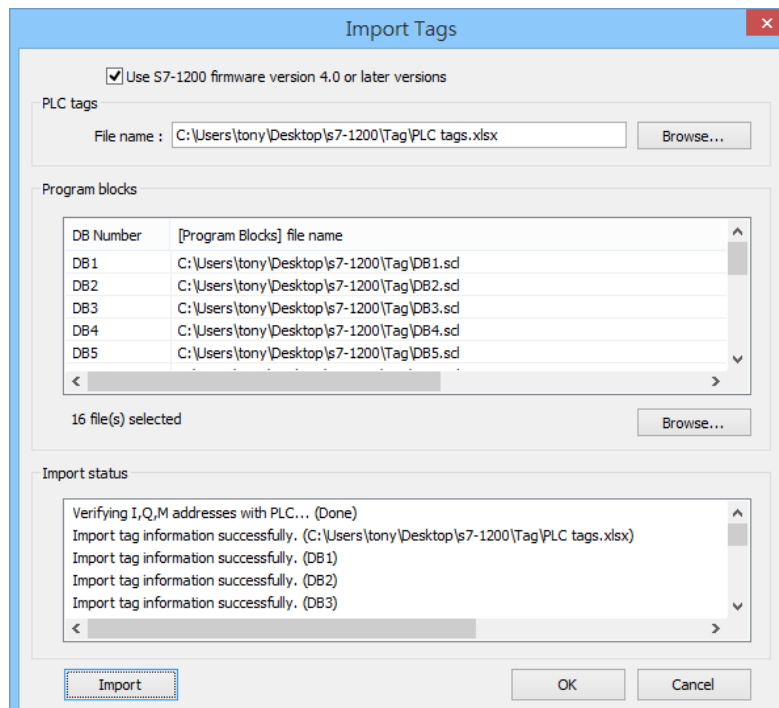 Import Tags
Use S7-1200 firmware version 4.0 or later versions
PLC tags
File name : C:\Users\tony\Desktop\s7-1200\Tag\PLC tags.xlsx Browse...
Program blocks
DB Number [Program Blocks] file name
DB1 C:\Users\tony\Desktop\s7-1200\Tag\DB1.scl
DB2 C:\Users\tony\Desktop\s7-1200\Tag\DB2.scl
DB3 C:\Users\tony\Desktop\s7-1200\Tag\DB3.scl
DB4 C:\Users\tony\Desktop\s7-1200\Tag\DB4.scl
DB5 C:\Users\tony\Desktop\s7-1200\Tag\DB5.scl
16 file(s) selected Browse...
Import status
Verifying I,Q,M addresses with PLC... (Done)
Import tag information successfully. (C:\Users\tony\Desktop\s7-1200\Tag\PLC tags.xlsx)
Import tag information successfully. (DB1)
Import tag information successfully. (DB2)
Import tag information successfully. (DB3)
Import OK Cancel